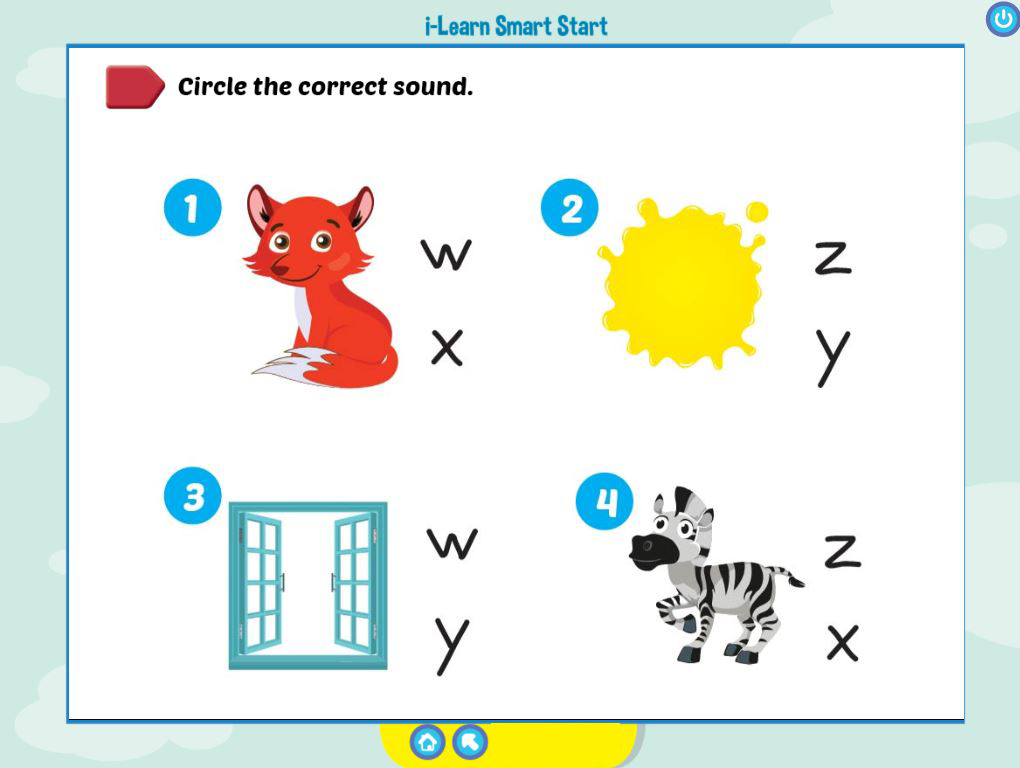 i-Learn Smart Start
Circle the correct sound.
1
w
x
2
z
y
3
w
y
4
z
x